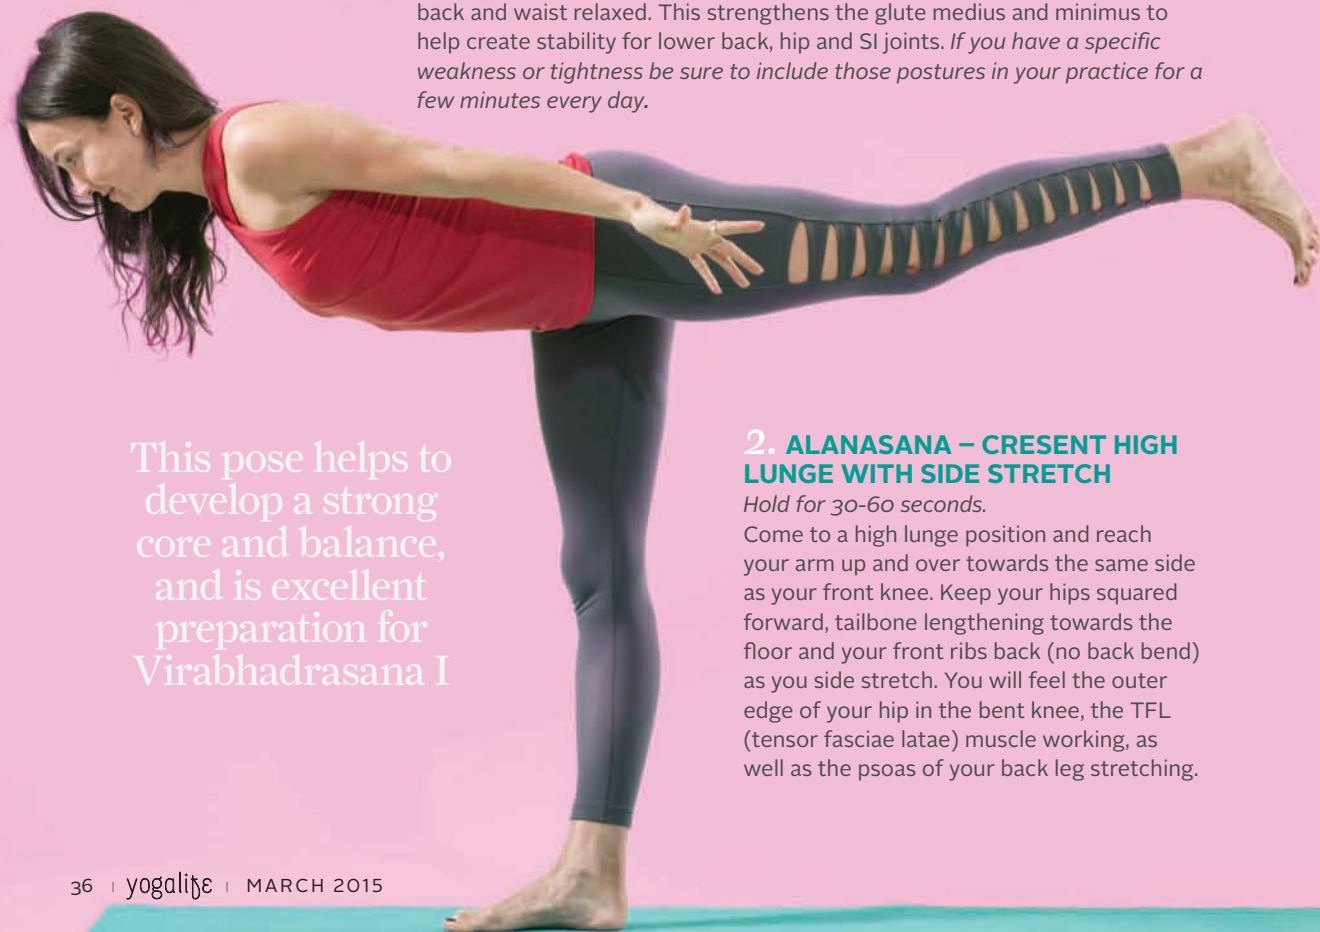 back and waist relaxed. This strengthens the glute medius and minimus to
help create stability for lower back, hip and SI joints. If you have a specific
weakness or tightness be sure to include those postures in your practice for a
few minutes every day.
This pose helps to
develop a strong
core and balance,
and is excellent
preparation for
Virabhadrasana I
2. ALANASANA – CRESENT HIGH
LUNGE WITH SIDE STRETCH
Hold for 30-60 seconds.
Come to a high lunge position and reach
your arm up and over towards the same side
as your front knee. Keep your hips squared
forward, tailbone lengthening towards the
floor and your front ribs back (no back bend)
as you side stretch. You will feel the outer
edge of your hip in the bent knee, the TFL
(tensor fasciae latae) muscle working, as
well as the psoas of your back leg stretching.
36 | yogalife | MARCH 2015